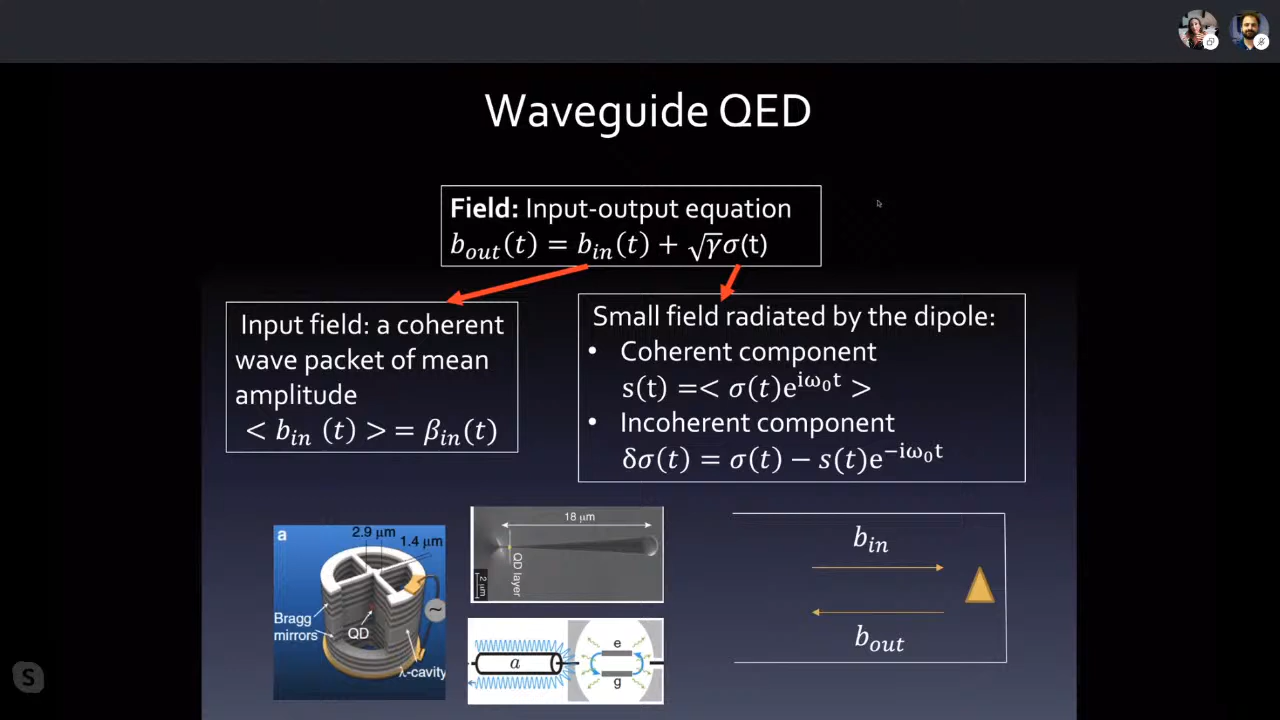 Waveguide QED
Field: Input-output equation
b_out(t) = b_in(t) + √γσ(t)
Input field: a coherent
wave packet of mean
amplitude
< b_in (t) > = β_in(t)
Small field radiated by the dipole:
• Coherent component
s(t) =< σ(t)e^{iω₀t} >
• Incoherent component
δσ(t) = σ(t) − s(t)e^{−iω₀t}
a
2.9 μm
1.4 μm
Bragg
mirrors
QD
λ-cavity
~
18 μm
QD layer
2 μm
a
e
g
b_in
b_out
S